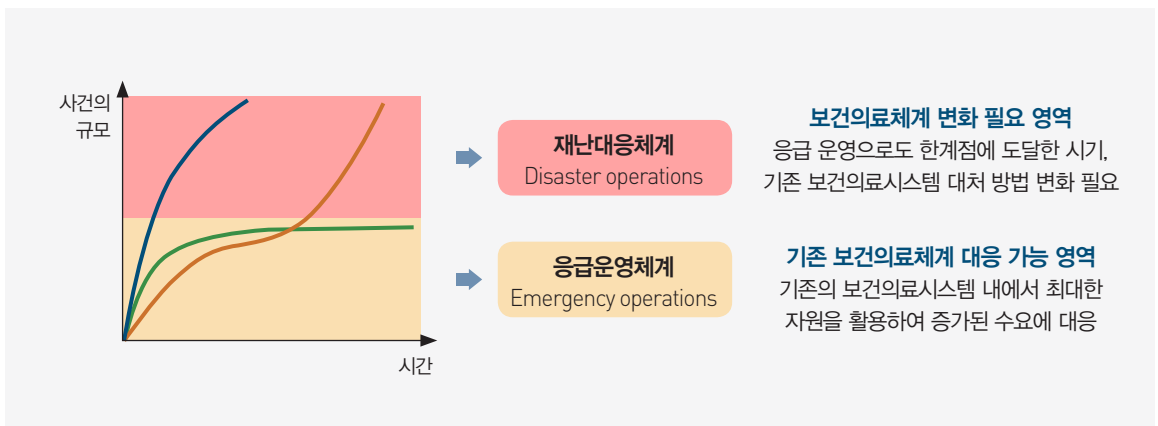 사건의
규모
시간
재난대응체계
Disaster operations
보건의료체계 변화 필요 영역
응급 운영으로도 한계점에 도달한 시기,
기존 보건의료시스템 대처 방법 변화 필요
응급운영체계
Emergency operations
기존 보건의료체계 대응 가능 영역
기존의 보건의료시스템 내에서 최대한
자원을 활용하여 증가된 수요에 대응